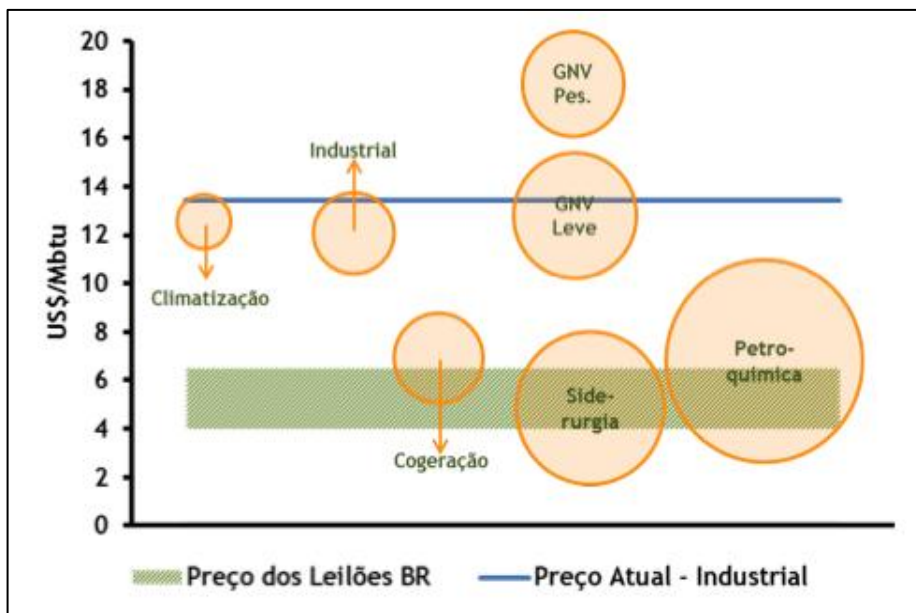 20
18
16
14
12
10
8
6
4
2
0
US$/Mbtu
GNV
Pes.
Industrial
GNV
Leve
Climatização
Petro-
quimica
Side-
rurgia
Cogeração
Preço dos Leilões BR
Preço Atual - Industrial